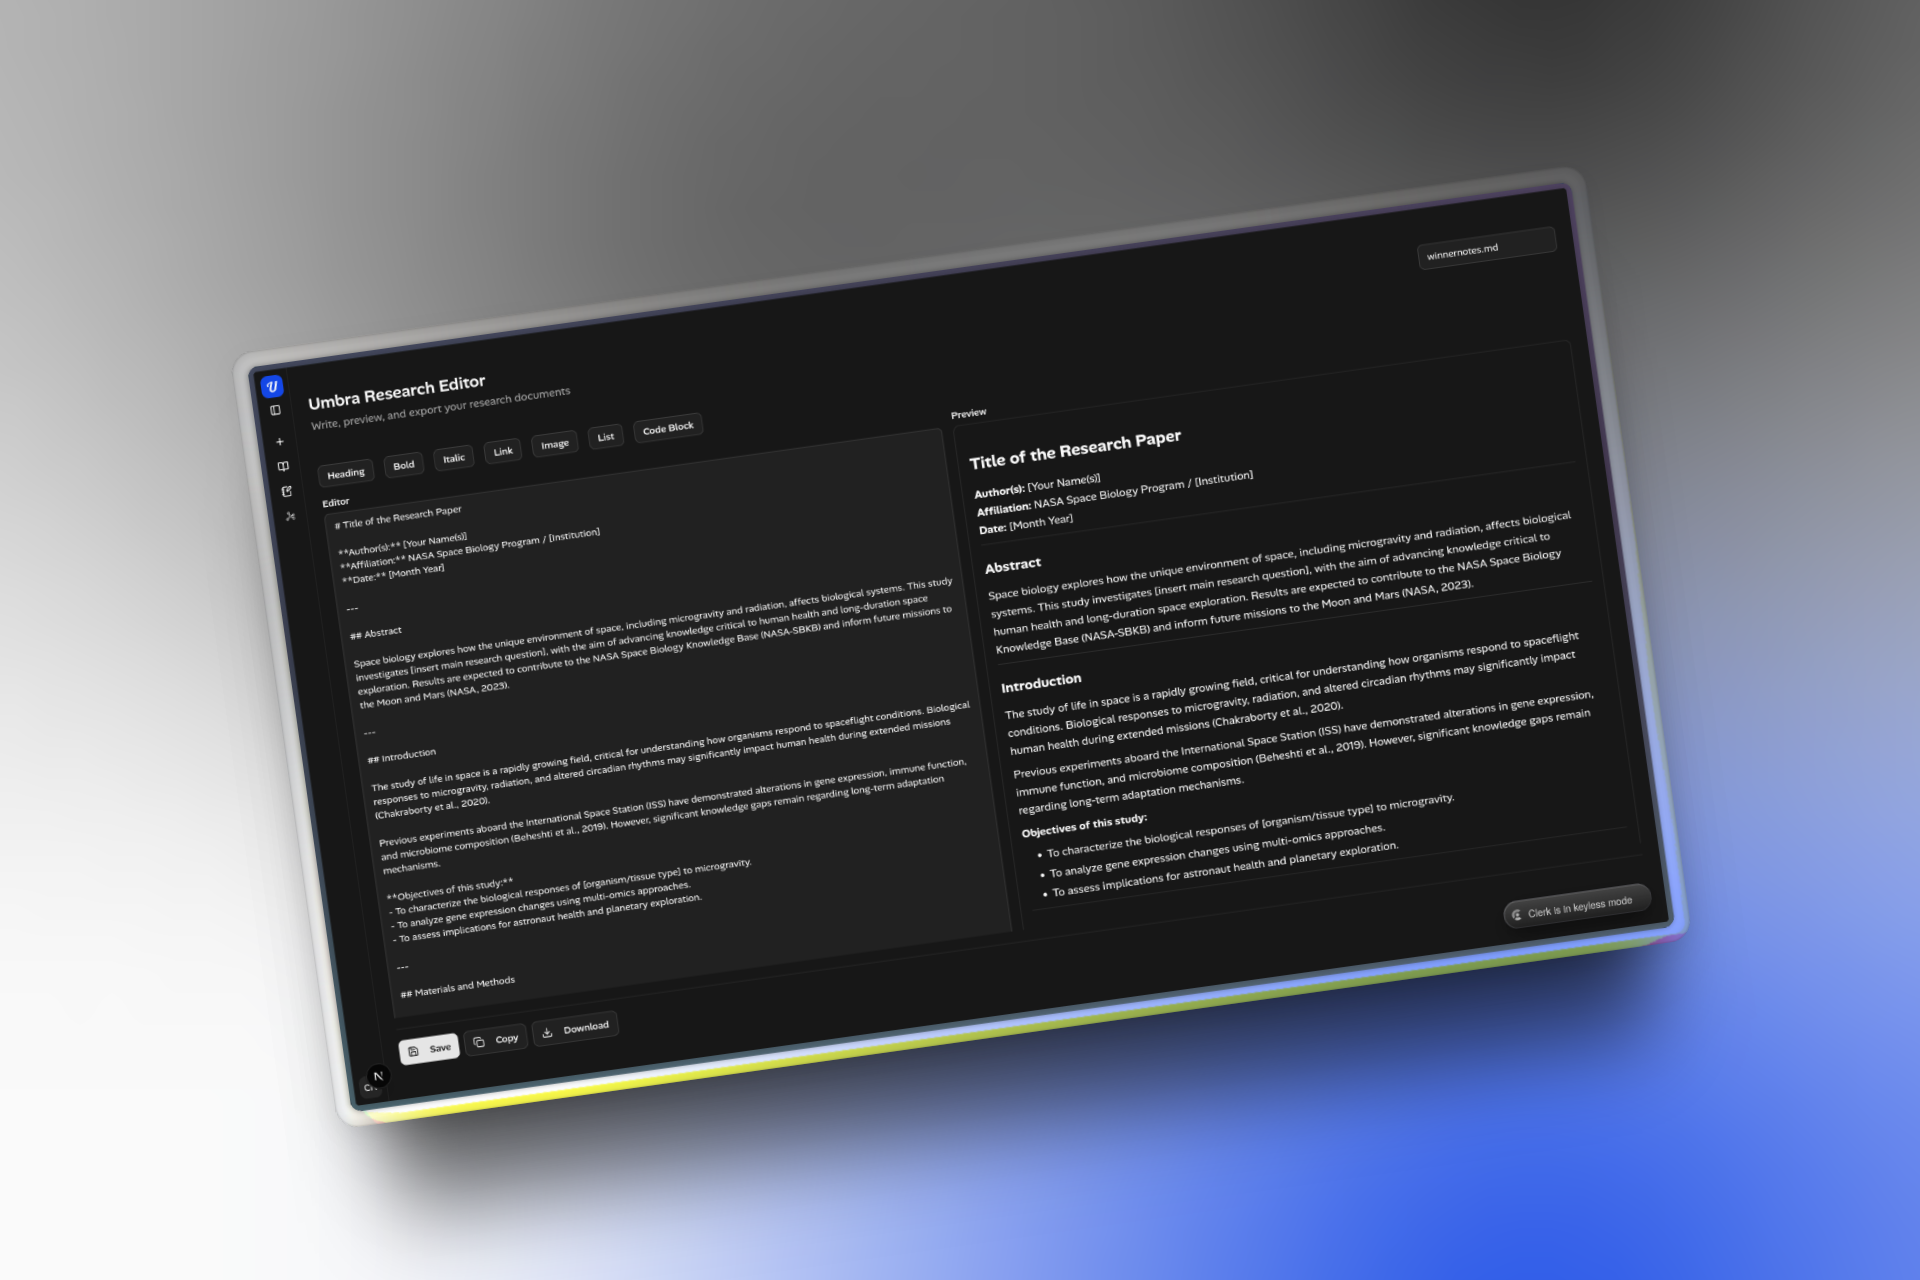 winnernotes.md
U
Umbra Research Editor
Write, preview, and export your research documents
Heading Bold Italic Link Image List Code Block
Editor
# Title of the Research Paper
**Author(s):** [Your Name(s)]
**Affiliation:** NASA Space Biology Program / [Institution]
**Date:** [Month Year]
---
## Abstract
Space biology explores how the unique environment of space, including microgravity and radiation, affects biological systems. This study
investigates [insert main research question], with the aim of advancing knowledge critical to human health and long-duration space
exploration. Results are expected to contribute to the NASA Space Biology Knowledge Base (NASA-SBKB) and inform future missions to
the Moon and Mars (NASA, 2023).
---
## Introduction
The study of life in space is a rapidly growing field, critical for understanding how organisms respond to spaceflight conditions. Biological
responses to microgravity, radiation, and altered circadian rhythms may significantly impact human health during extended missions
(Chakraborty et al., 2020).
Previous experiments aboard the International Space Station (ISS) have demonstrated alterations in gene expression, immune function,
and microbiome composition (Beheshti et al., 2019). However, significant knowledge gaps remain regarding long-term adaptation
mechanisms.
**Objectives of this study:**
- To characterize the biological responses of [organism/tissue type] to microgravity.
- To analyze gene expression changes using multi-omics approaches.
- To assess implications for astronaut health and planetary exploration.
---
## Materials and Methods
Preview
Title of the Research Paper
Author(s): [Your Name(s)]
Affiliation: NASA Space Biology Program / [Institution]
Date: [Month Year]
Abstract
Space biology explores how the unique environment of space, including microgravity and radiation, affects biological
systems. This study investigates [insert main research question], with the aim of advancing knowledge critical to
human health and long-duration space exploration. Results are expected to contribute to the NASA Space Biology
Knowledge Base (NASA-SBKB) and inform future missions to the Moon and Mars (NASA, 2023).
Introduction
The study of life in space is a rapidly growing field, critical for understanding how organisms respond to spaceflight
conditions. Biological responses to microgravity, radiation, and altered circadian rhythms may significantly impact
human health during extended missions (Chakraborty et al., 2020).
Previous experiments aboard the International Space Station (ISS) have demonstrated alterations in gene expression,
immune function, and microbiome composition (Beheshti et al., 2019). However, significant knowledge gaps remain
regarding long-term adaptation mechanisms.
Objectives of this study:
• To characterize the biological responses of [organism/tissue type] to microgravity.
• To analyze gene expression changes using multi-omics approaches.
• To assess implications for astronaut health and planetary exploration.
Clerk is in keyless mode
Save Copy Download
N